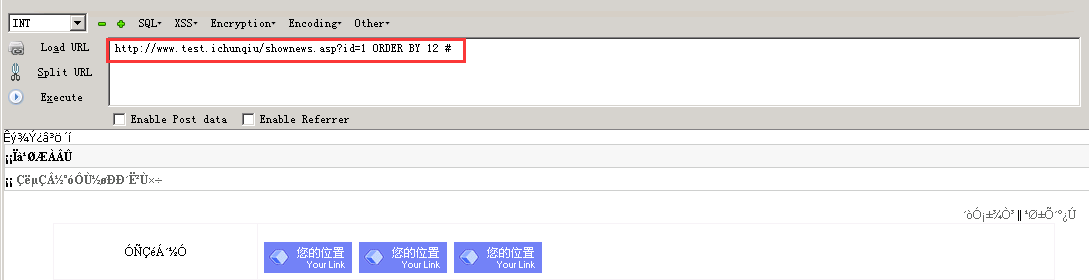 INT SQL▾ XSS▾ Encryption▾ Encoding▾ Other▾
Load URL
http://www.test.ichunqiu/shownews.asp?id=1 ORDER BY 12 #
Split URL
Execute
Enable Post data Enable Referrer
Êý¾Ý¿â³ö´í
¡¡Ïà¹ØÆÀÂÛ
¡¡ÇëµÇÂ½ºóÔÙ½øÐÐ´Ë²Ù×÷
´òÓ¡±¾Ò³ ‖ ¹Ø±Õ´°¿Ú
ÓÑÇéÁ´½Ó
您的位置 您的位置 您的位置
Your Link Your Link Your Link